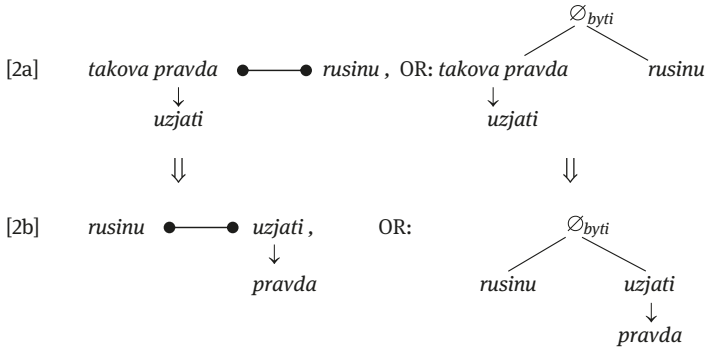 ∅byti
[2a] takova pravda rusinu , OR: takova pravda rusinu
↓ ↓
uzjati uzjati
⇓ ⇓
[2b] rusinu uzjati , OR: ∅byti
↓
pravda rusinu uzjati
↓
pravda